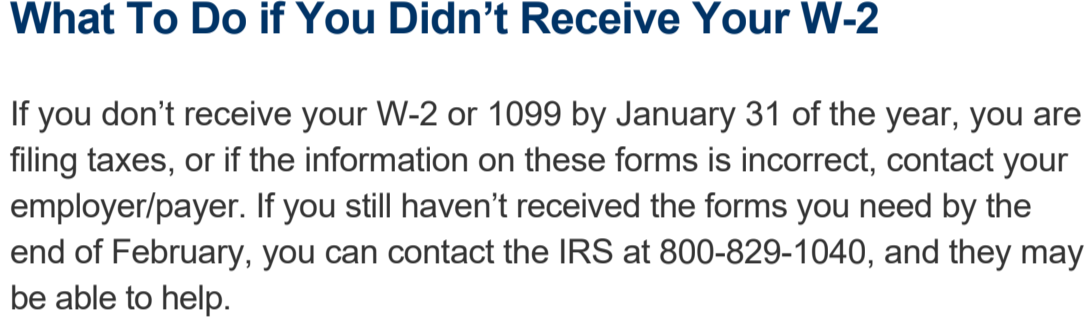 What To Do if You Didn’t Receive Your W-2
If you don’t receive your W-2 or 1099 by January 31 of the year, you are
filing taxes, or if the information on these forms is incorrect, contact your
employer/payer. If you still haven’t received the forms you need by the
end of February, you can contact the IRS at 800-829-1040, and they may
be able to help.